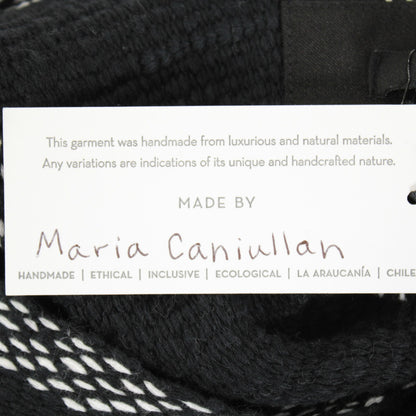 This garment was handmade from luxurious and natural materials.
Any variations are indications of its unique and handcrafted nature.
MADE BY
Maria Caniullan
HANDMADE | ETHICAL | INCLUSIVE | ECOLOGICAL | LA ARAUCANÍA | CHILE